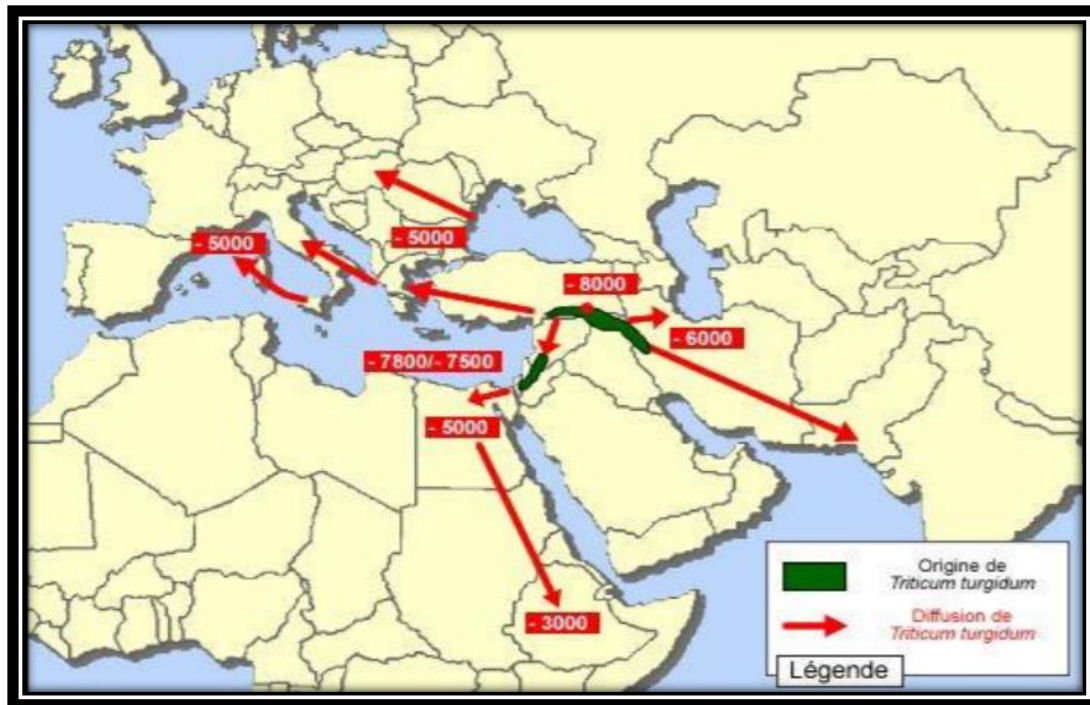 - 5000
- 5000
- 8000
- 6000
- 7800/- 7500
- 5000
- 3000
Origine de
Triticum turgidum
Diffusion de
Triticum turgidum
Légende